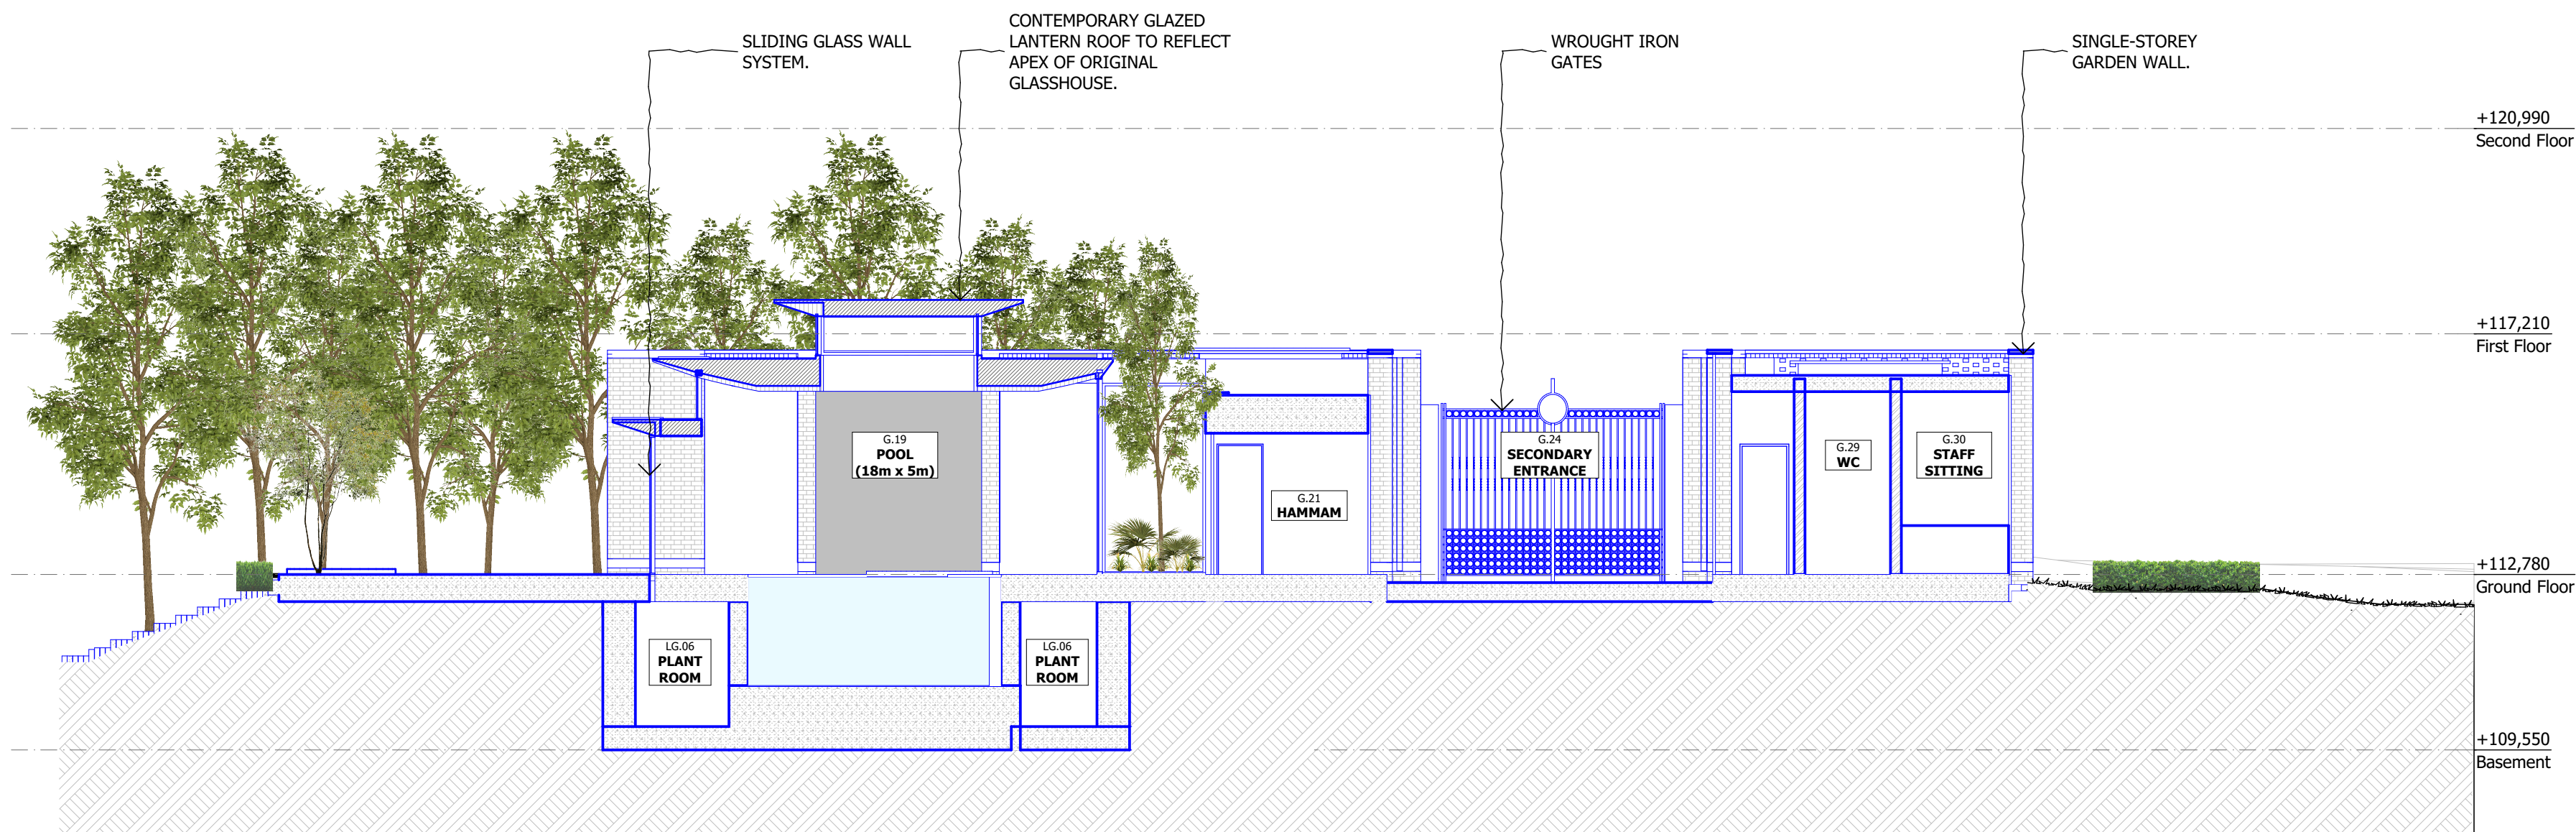 SLIDING GLASS WALL
SYSTEM.
CONTEMPORARY GLAZED
LANTERN ROOF TO REFLECT
APEX OF ORIGINAL
GLASSHOUSE.
WROUGHT IRON
GATES
SINGLE-STOREY
GARDEN WALL.
+120,990
Second Floor
+117,210
First Floor
G.19
POOL
(18m x 5m)
G.21
HAMMAM
G.24
SECONDARY
ENTRANCE
G.29
WC
G.30
STAFF
SITTING
+112,780
Ground Floor
LG.06
PLANT
ROOM
LG.06
PLANT
ROOM
+109,550
Basement